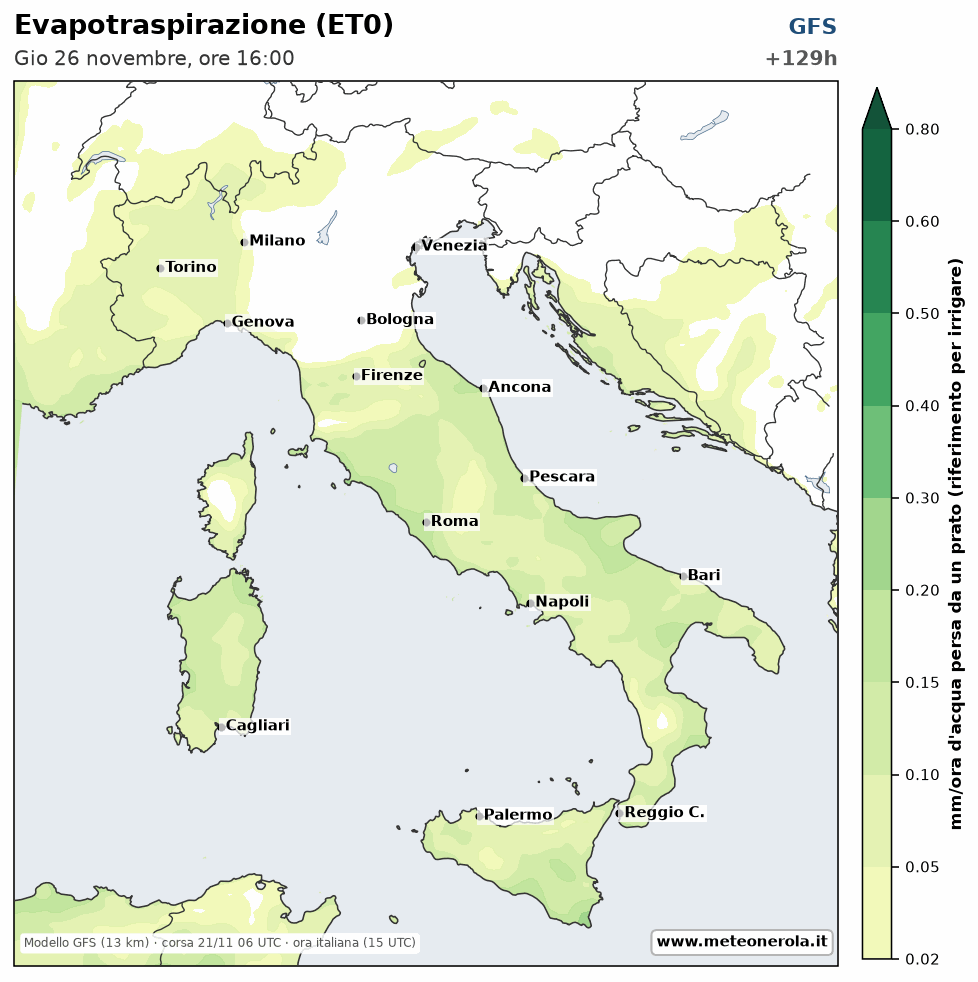 Evapotraspirazione (ET0)
GFS
Gio 26 novembre, ore 16:00
+129h
Milano
Venezia
Torino
Genova
Bologna
Firenze
Ancona
Pescara
Roma
Bari
Napoli
Cagliari
Palermo
Reggio C.
0.80
0.60
0.50
0.40
0.30
0.20
0.15
0.10
0.05
0.02
mm/ora d'acqua persa da un prato (riferimento per irrigare)
Modello GFS (13 km) · corsa 21/11 06 UTC · ora italiana (15 UTC)
www.meteonerola.it